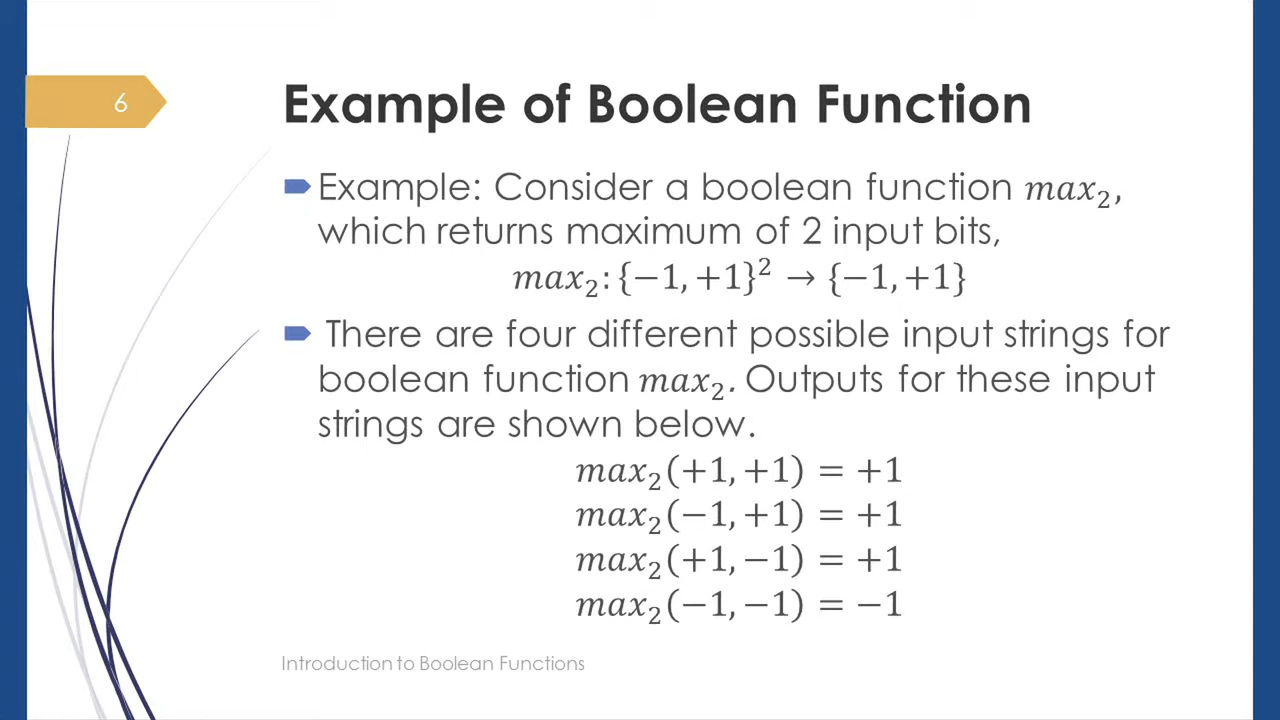 6
Example of Boolean Function
Example: Consider a boolean function max₂,
which returns maximum of 2 input bits,
max₂: {−1, +1}² → {−1, +1}
There are four different possible input strings for
boolean function max₂. Outputs for these input
strings are shown below.
max₂(+1, +1) = +1
max₂(−1, +1) = +1
max₂(+1, −1) = +1
max₂(−1, −1) = −1
Introduction to Boolean Functions